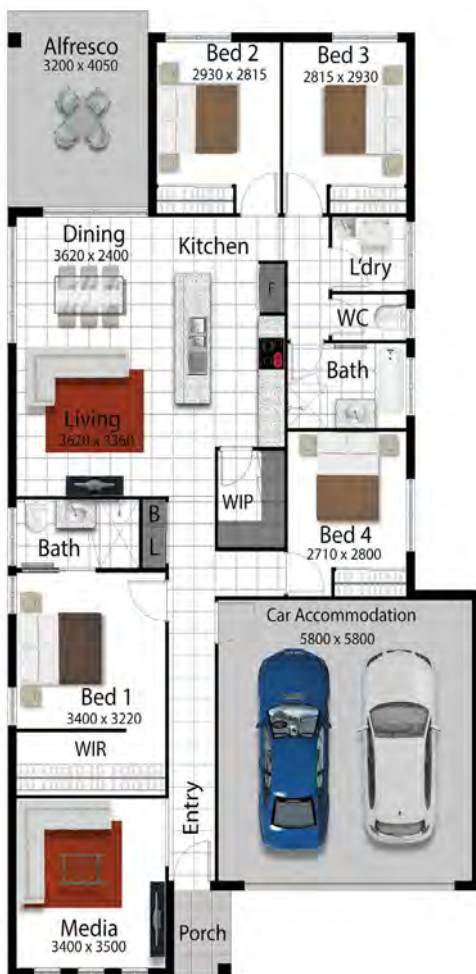 Alfresco
3200 x 4050
Bed 2
2930 x 2815
Bed 3
2815 x 2930
Dining
3620 x 2400
Kitchen
F
L'dry
WC
Bath
Living
3620 x 3360
WIP
Bed 4
2710 x 2800
B
L
Bath
Bed 1
3400 x 3220
WIR
Car Accommodation
5800 x 5800
Entry
Media
3400 x 3500
Porch